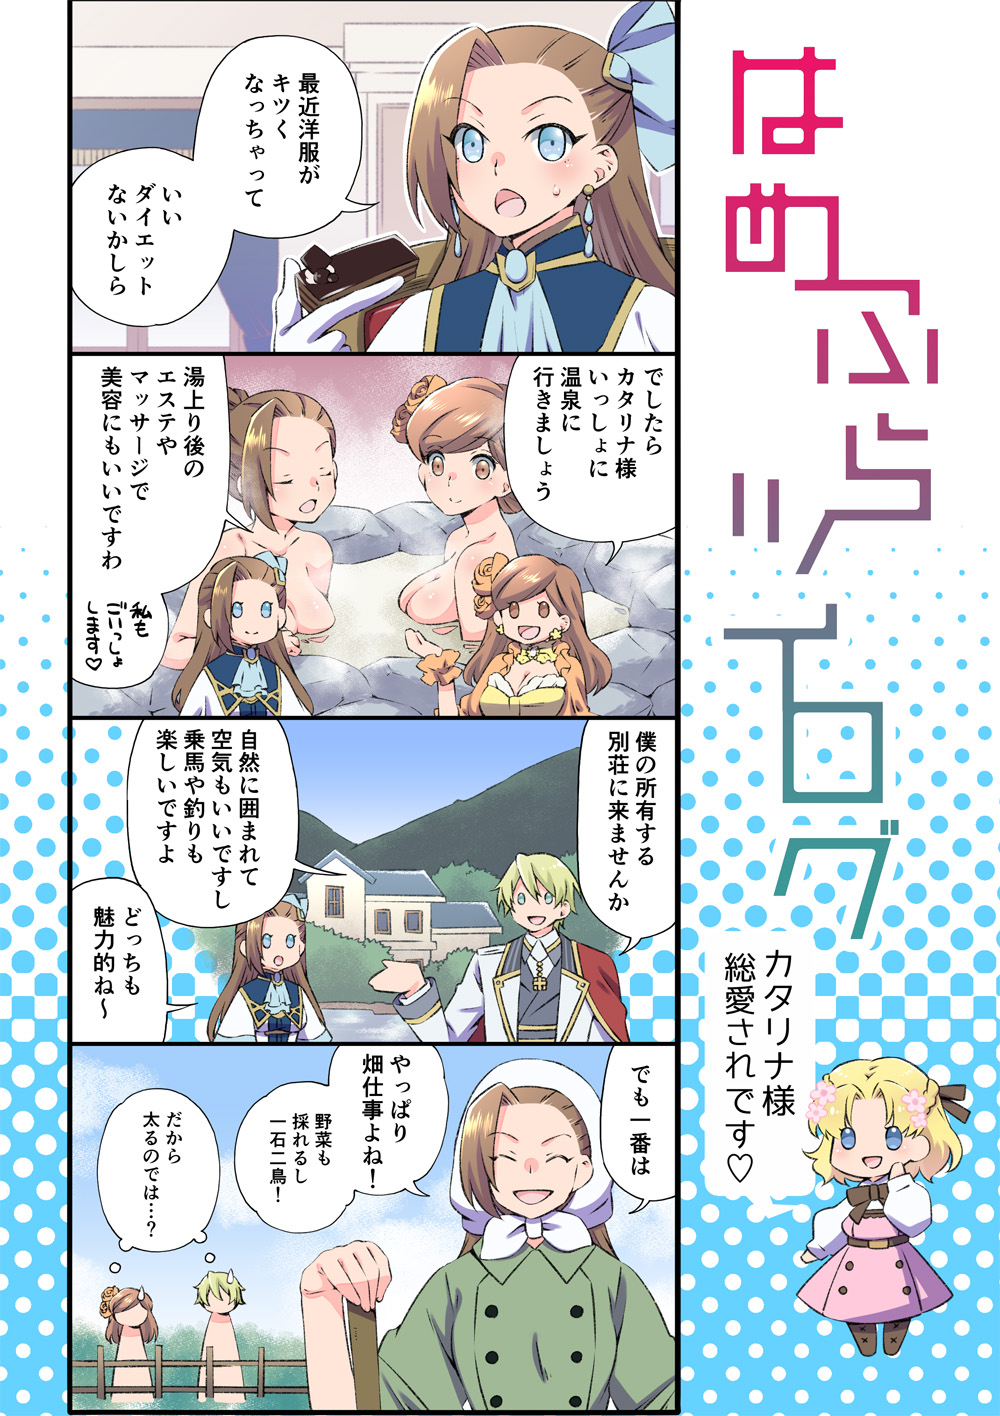 はめふらツイログ
カタリナ様
総愛されです♡
最近洋服が
キツく
なっちゃって
いい
ダイエット
ないかしら
でしたら
カタリナ様
いっしょに
温泉に
行きましょう
湯上り後の
エステや
マッサージで
美容にもいいですわ
私も
ごいっしょ
します♡
僕の所有する
別荘に来ませんか
自然に囲まれて
空気もいいですし
乗馬や釣りも
楽しいですよ
どっちも
魅力的ね～
でも一番は
やっぱり
畑仕事よね！
野菜も
採れるし
一石二鳥！
だから
太るのでは…？